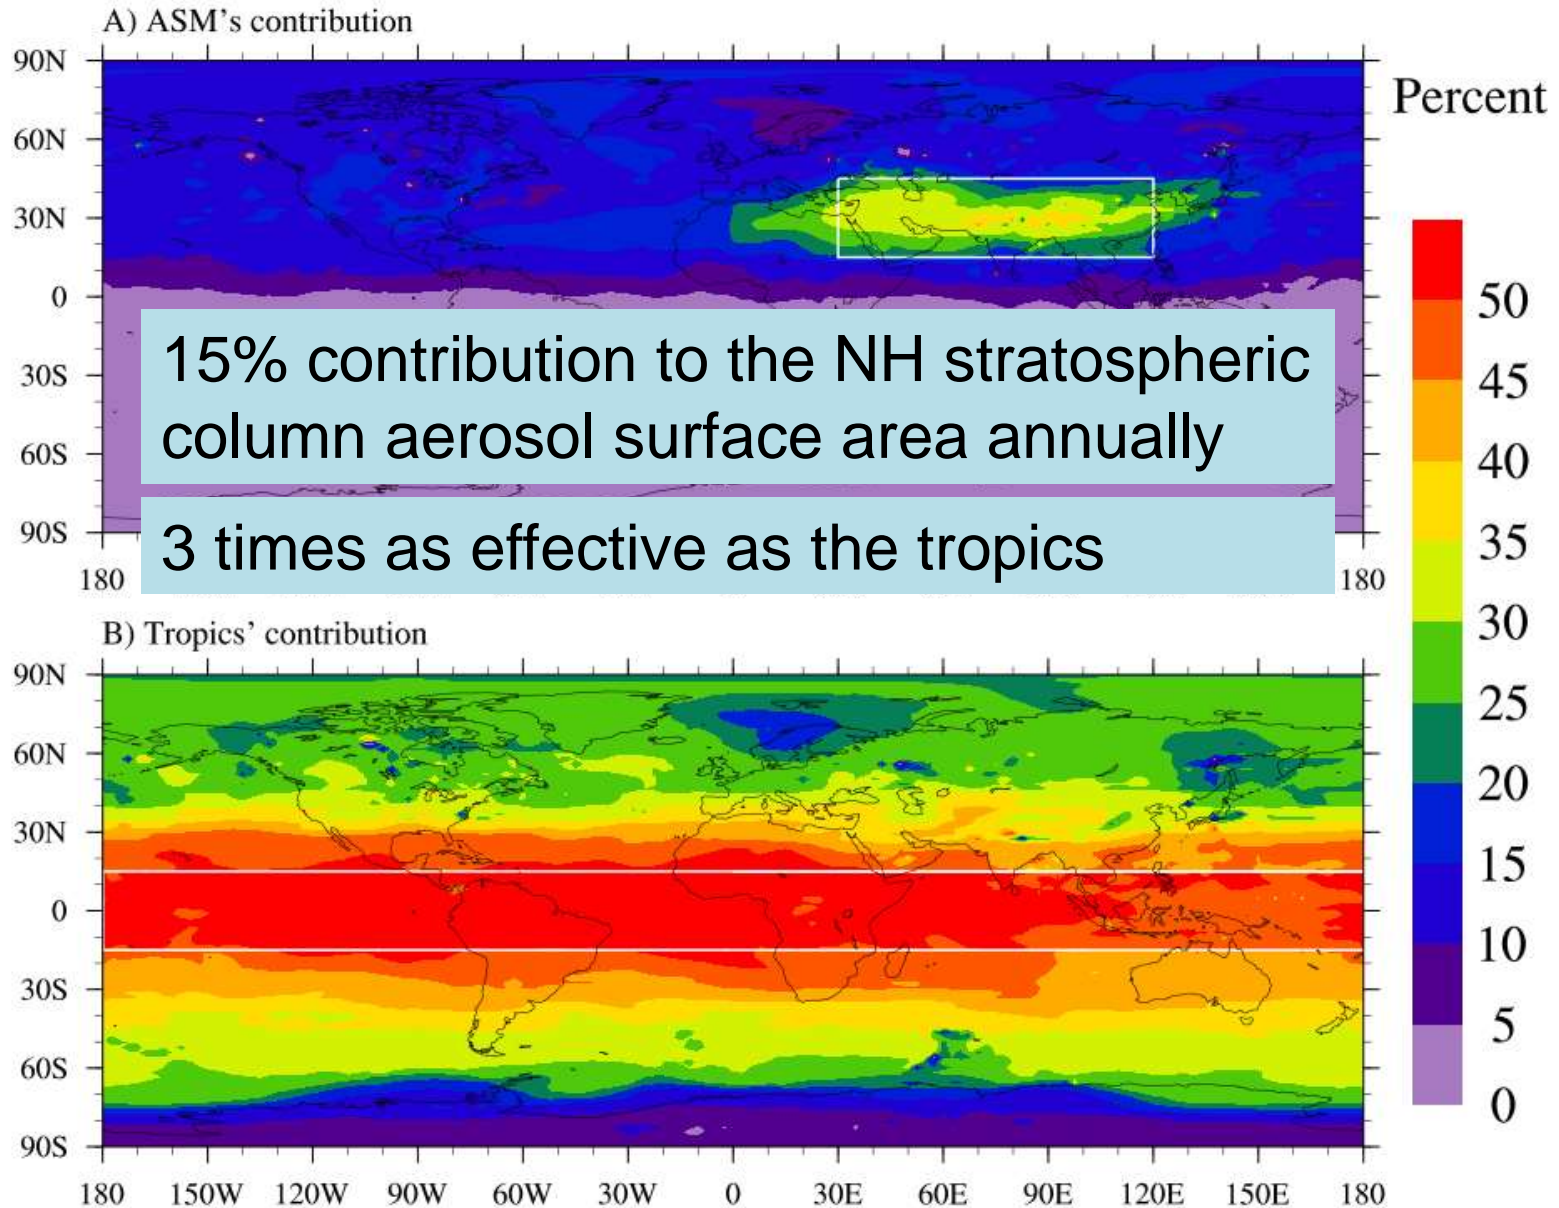 A) ASM's contribution
90N
60N
30N
0
30S
60S
90S
180
180
15% contribution to the NH stratospheric
column aerosol surface area annually
3 times as effective as the tropics
Percent
50
45
40
35
30
25
20
15
10
5
0
B) Tropics' contribution
90N
60N
30N
0
30S
60S
90S
180 150W 120W 90W 60W 30W 0 30E 60E 90E 120E 150E 180